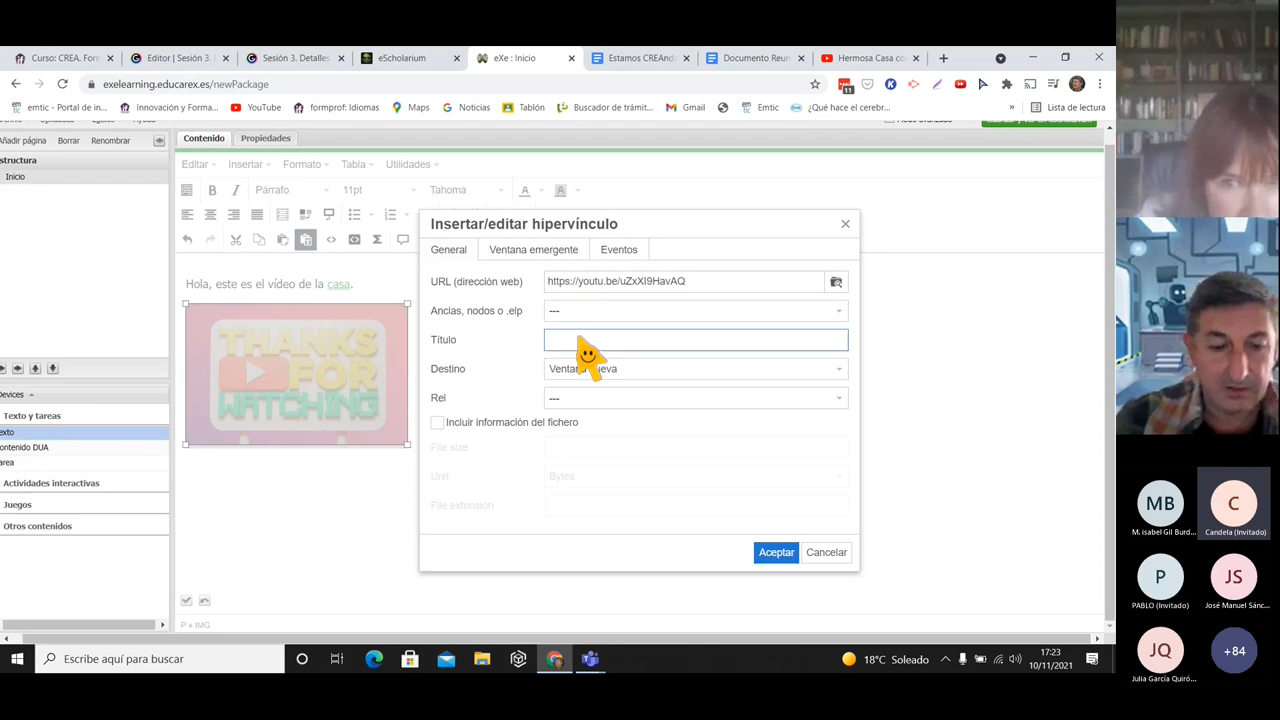 Curso: CREA. Form
Editor | Sesión 3.
Sesión 3. Detalles
eScholarium
eXe : Inicio
Estamos CREAndo
Documento Reun
Hermosa Casa co
exelearning.educarex.es/newPackage
11
emtic - Portal de in...
Innovación y Forma...
YouTube
formprof: Idiomas
Maps
Noticias
Tablón
Buscador de trámit...
Gmail
Emtic
¿Qué hace el cerebr...
»
Lista de lectura
Añadir página
Borrar
Renombrar
Contenido
Propiedades
structura
Inicio
Editar
Insertar
Formato
Tabla
Utilidades
Párrafo
11pt
Tahoma
Hola, este es el vídeo de la casa.
THANKS
FOR
WATCHING
Insertar/editar hipervínculo
General
Ventana emergente
Eventos
URL (dirección web)
https://youtu.be/uZxXI9HavAQ
Anclas, nodos o .elp
---
Título
Destino
Rel
---
Incluir información del fichero
File size
Unit
Bytes
File extension
Aceptar
Cancelar
Devices
Texto y tareas
exto
ontenido DUA
area
Actividades interactivas
Juegos
Otros contenidos
P » IMG
Escribe aquí para buscar
18°C Soleado
17:23
10/11/2021
MB
M. isabel Gil Burd...
C
Candela (Invitado)
P
PABLO (Invitado)
JS
José Manuel Sánc...
JQ
Julia García Quiró...
+84